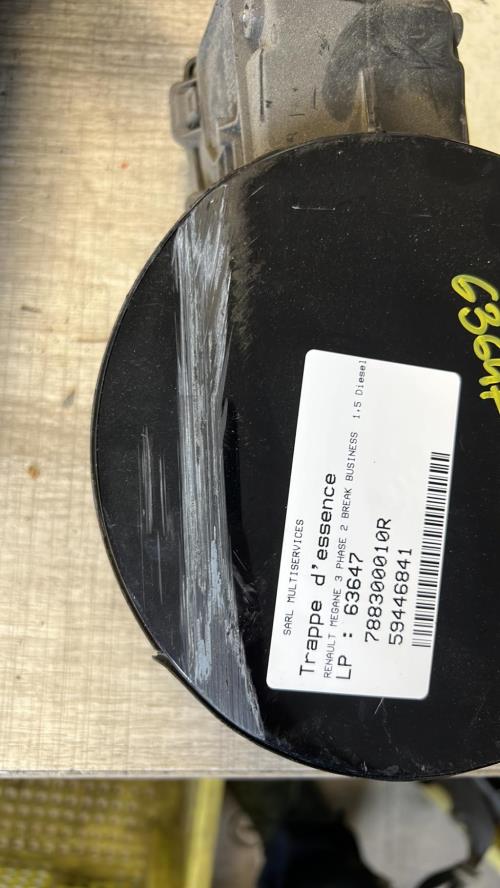 SARL MULTISERVICES
Trappe d'essence
RENAULT MEGANE 3 PHASE 2 BREAK BUSINESS 1.5 Diesel
LP : 63647
788300010R
59446841
63647